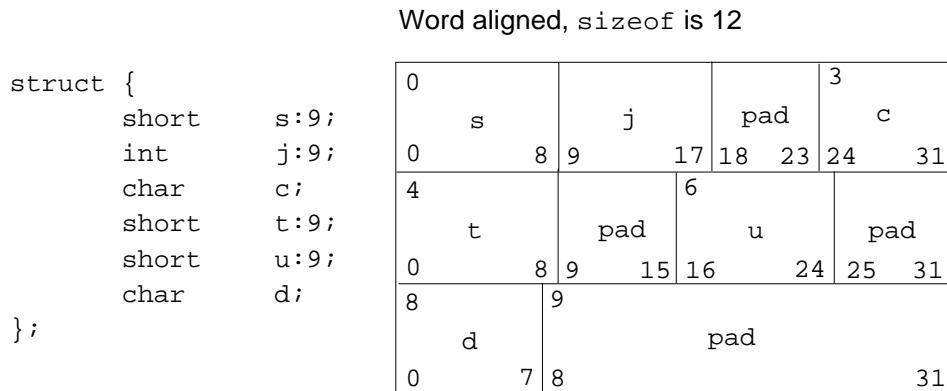 Word aligned, sizeof is 12
struct {
short s:9;
int j:9;
char c;
short t:9;
short u:9;
char d;
};
0 3
s j pad c
0 8 9 17 18 23 24 31
4 6
t pad u pad
0 8 9 15 16 24 25 31
8 9
d pad
0 7 8 31